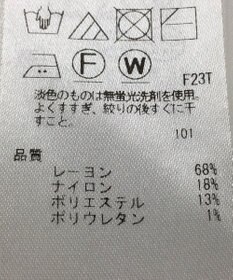 F
W
F23T
淡色のものは無蛍光洗剤を使用
よくすすぎ、絞りの後すぐに干
すこと。
101
品質
レーヨン 68%
ナイロン 18%
ポリエステル 13%
ポリウレタン 1%